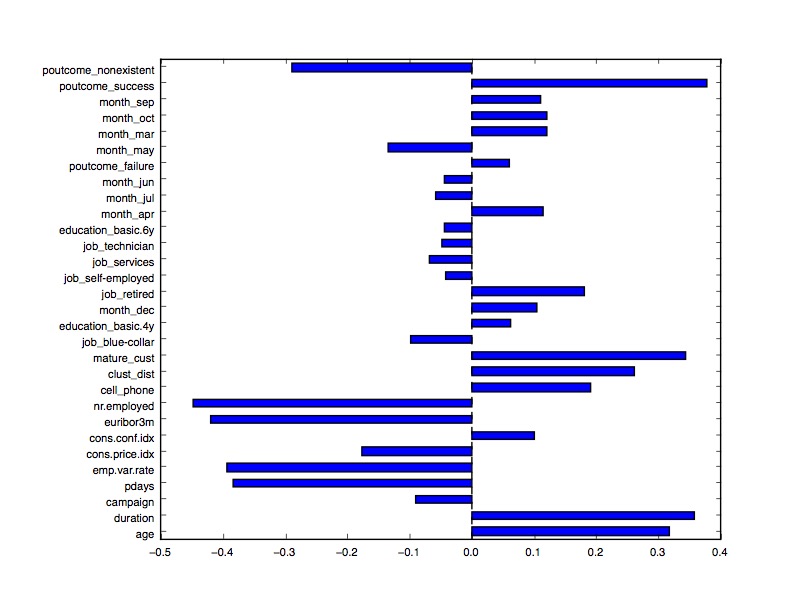 poutcome_nonexistent
poutcome_success
month_sep
month_oct
month_mar
month_may
poutcome_failure
month_jun
month_jul
month_apr
education_basic.6y
job_technician
job_services
job_self-employed
job_retired
month_dec
education_basic.4y
job_blue-collar
mature_cust
clust_dist
cell_phone
nr.employed
euribor3m
cons.conf.idx
cons.price.idx
emp.var.rate
pdays
campaign
duration
age
−0.5 −0.4 −0.3 −0.2 −0.1 0.0 0.1 0.2 0.3 0.4